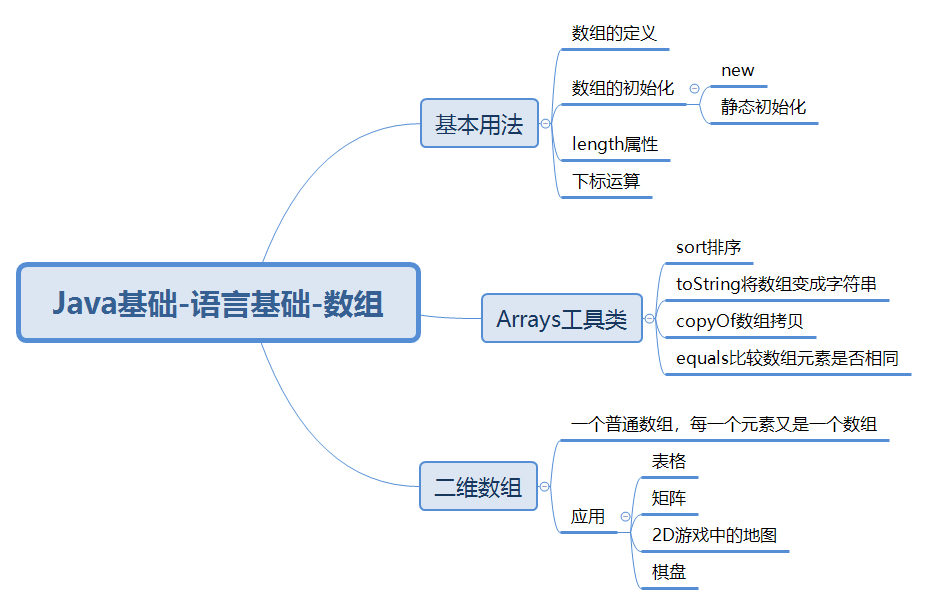 Java基础-语言基础-数组
基本用法
数组的定义
数组的初始化
new
静态初始化
length属性
下标运算
Arrays工具类
sort排序
toString将数组变成字符串
copyOf数组拷贝
equals比较数组元素是否相同
二维数组
一个普通数组，每一个元素又是一个数组
应用
表格
矩阵
2D游戏中的地图
棋盘